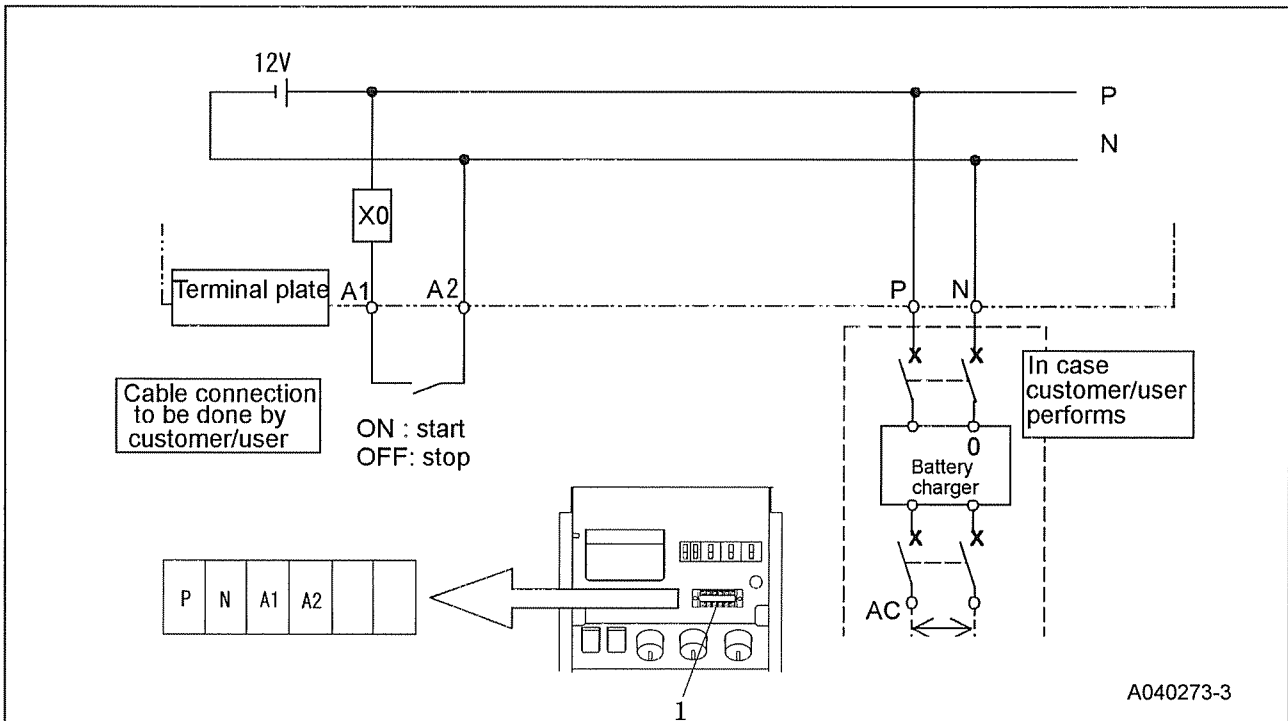 12V
P
N
X0
Terminal plate
A1
A2
P
N
Cable connection
to be done by
customer/user
ON : start
OFF: stop
X
X
In case
customer/user
performs
0
Battery
charger
X
X
AC
P N A1 A2
1
A040273-3